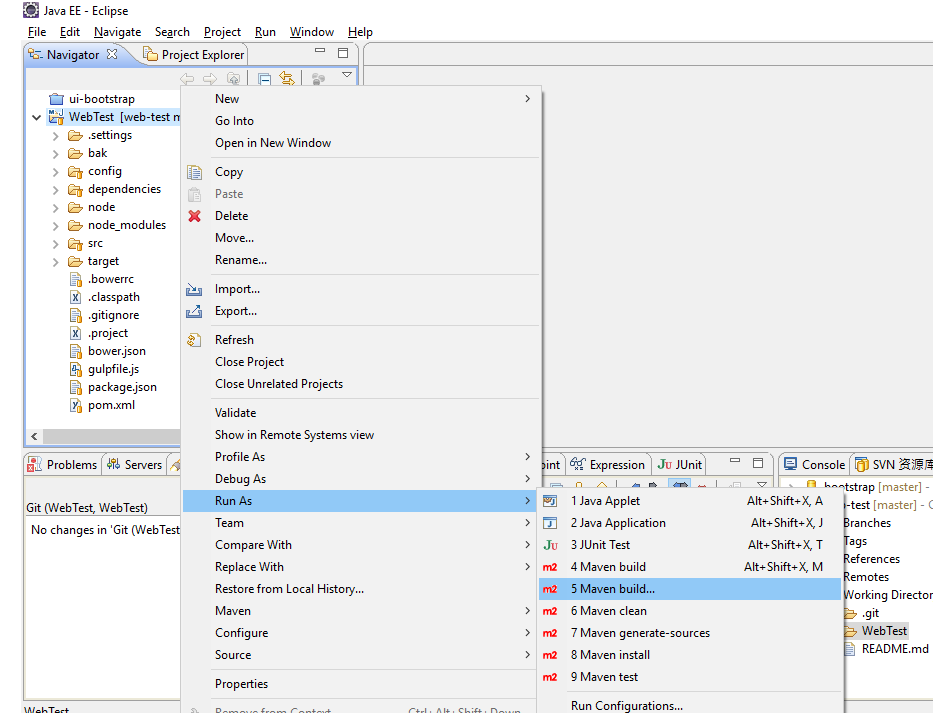 Java EE - Eclipse
File Edit Navigate Search Project Run Window Help
Navigator Project Explorer
ui-bootstrap
WebTest [web-test m
.settings
bak
config
dependencies
node
node_modules
src
target
.bowerrc
.classpath
.gitignore
.project
bower.json
gulpfile.js
package.json
pom.xml
New
Go Into
Open in New Window
Copy
Paste
Delete
Move...
Rename...
Import...
Export...
Refresh
Close Project
Close Unrelated Projects
Validate
Show in Remote Systems view
Profile As
Debug As
Run As
Team
Compare With
Replace With
Restore from Local History...
Maven
Configure
Source
Properties
Remove from Context Ctrl+Alt+Shift+Down
1 Java Applet Alt+Shift+X, A
2 Java Application Alt+Shift+X, J
3 JUnit Test Alt+Shift+X, T
4 Maven build Alt+Shift+X, M
5 Maven build...
6 Maven clean
7 Maven generate-sources
8 Maven install
9 Maven test
Run Configurations...
Problems Servers
Git (WebTest, WebTest)
No changes in 'Git (WebTest
WebTest
oint Expression JUnit
Console SVN 资源库
bootstrap [master] -
-test [master] - C
Branches
Tags
References
Remotes
Working Director
.git
WebTest
README.md